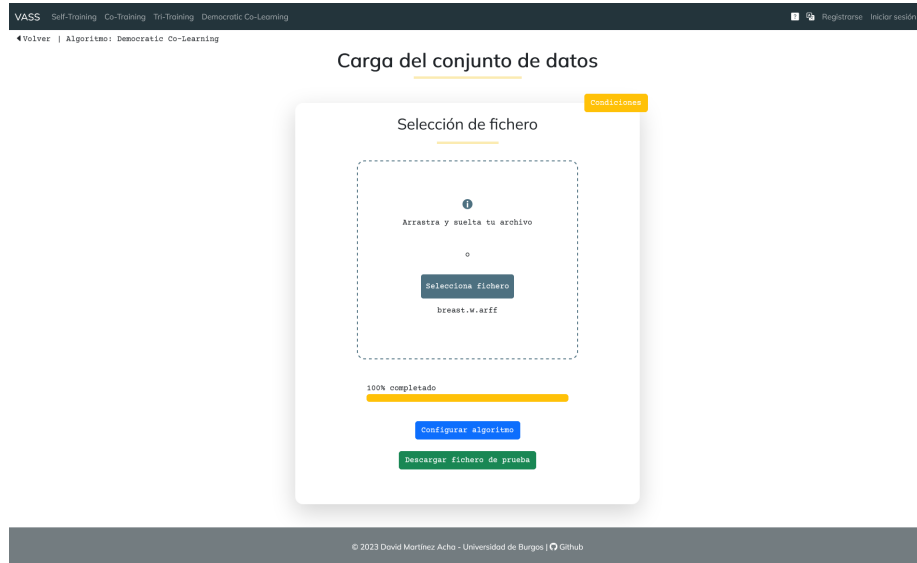 VASS Self-Training Co-Training Tri-Training Democratic Co-Learning Registrarse Iniciar sesión
Volver | Algoritmo: Democratic Co-Learning
Carga del conjunto de datos
Condiciones
Selección de fichero
Arrastra y suelta tu archivo
o
Selecciona fichero
breast.w.arff
100% completado
Configurar algoritmo
Descargar fichero de prueba
© 2023 David Martínez Acha - Universidad de Burgos | Github